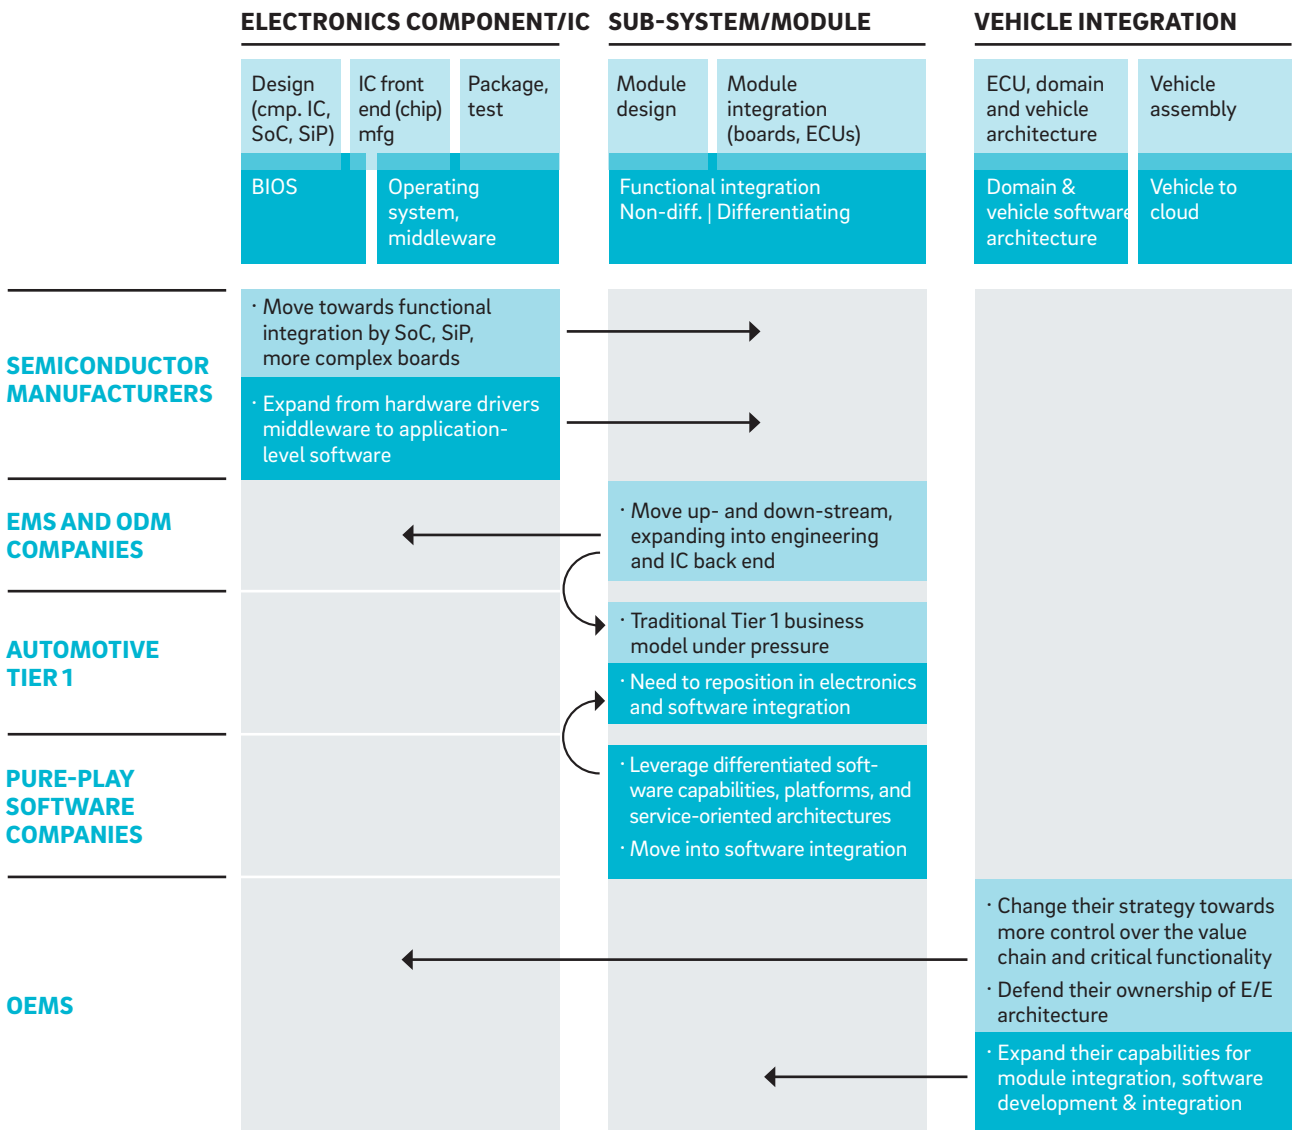 ELECTRONICS COMPONENT/IC
SUB-SYSTEM/MODULE
VEHICLE INTEGRATION
Design
(cmp. IC,
SoC, SiP)
IC front
end (chip)
mfg
Package,
test
Module
design
Module
integration
(boards, ECUs)
ECU, domain
and vehicle
architecture
Vehicle
assembly
BIOS
Operating
system,
middleware
Functional integration
Non-diff. | Differentiating
Domain &
vehicle software
architecture
Vehicle to
cloud
SEMICONDUCTOR
MANUFACTURERS
· Move towards functional
integration by SoC, SiP,
more complex boards
· Expand from hardware drivers
middleware to application-
level software
EMS AND ODM
COMPANIES
· Move up- and down-stream,
expanding into engineering
and IC back end
AUTOMOTIVE
TIER 1
· Traditional Tier 1 business
model under pressure
· Need to reposition in electronics
and software integration
PURE-PLAY
SOFTWARE
COMPANIES
· Leverage differentiated soft-
ware capabilities, platforms, and
service-oriented architectures
· Move into software integration
OEMS
· Change their strategy towards
more control over the value
chain and critical functionality
· Defend their ownership of E/E
architecture
· Expand their capabilities for
module integration, software
development & integration